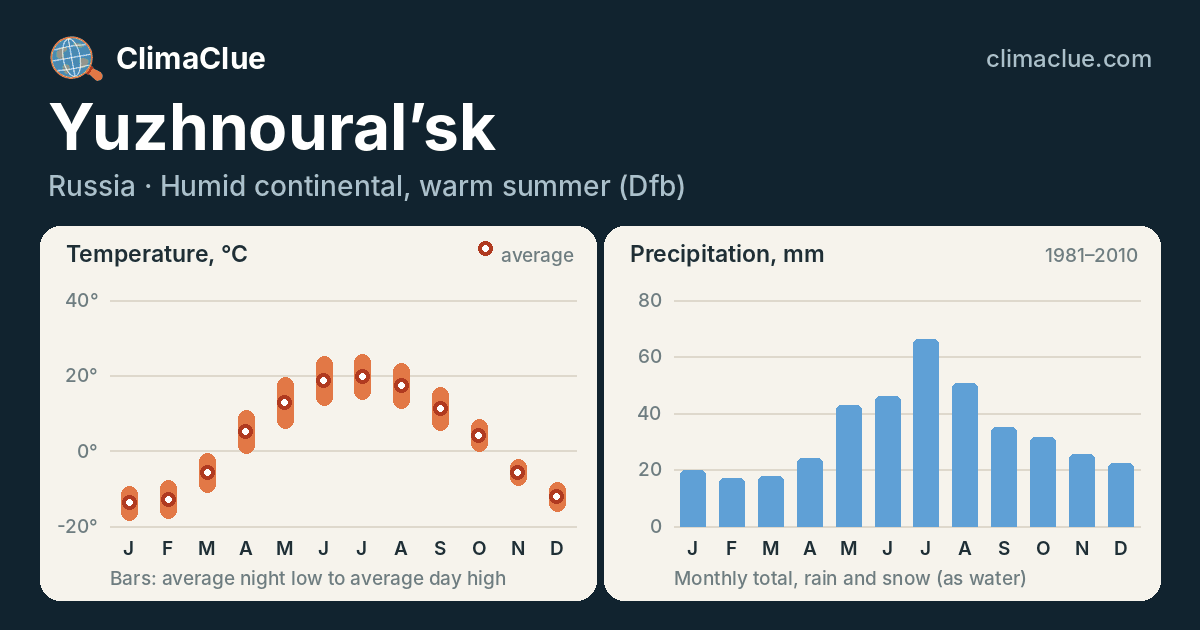 ClimaClue
climaclue.com
Yuzhnoural’sk
Russia · Humid continental, warm summer (Dfb)
Temperature, °C
average
40°
20°
0°
-20°
J F M A M J J A S O N D
Bars: average night low to average day high
Precipitation, mm
1981–2010
80
60
40
20
0
J F M A M J J A S O N D
Monthly total, rain and snow (as water)